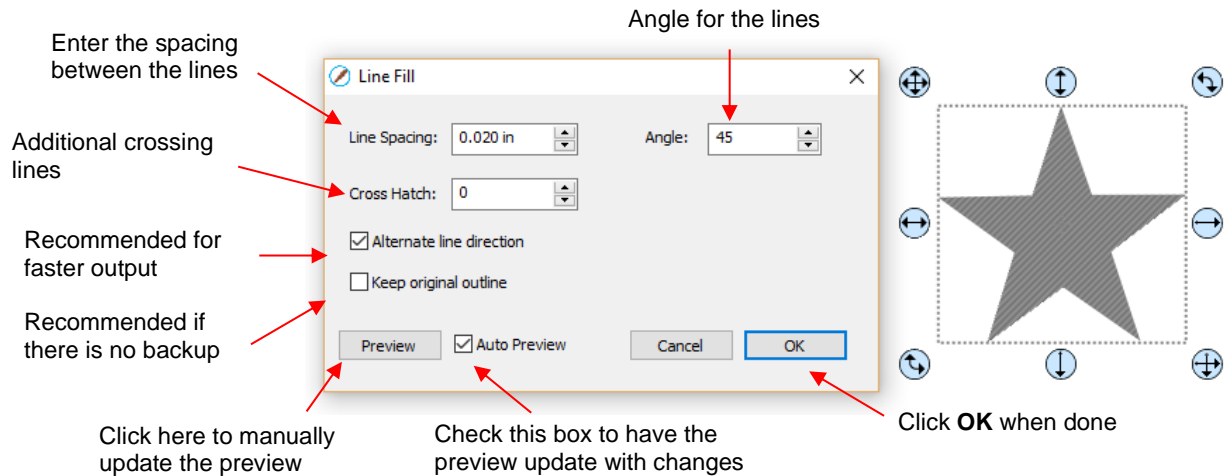 Angle for the lines
Enter the spacing
between the lines
Line Fill
Line Spacing: 0.020 in
Angle: 45
Additional crossing
lines
Cross Hatch: 0
Recommended for
faster output
Alternate line direction
Keep original outline
Recommended if
there is no backup
Preview
Auto Preview
Cancel
OK
Click here to manually
update the preview
Check this box to have the
preview update with changes
Click OK when done